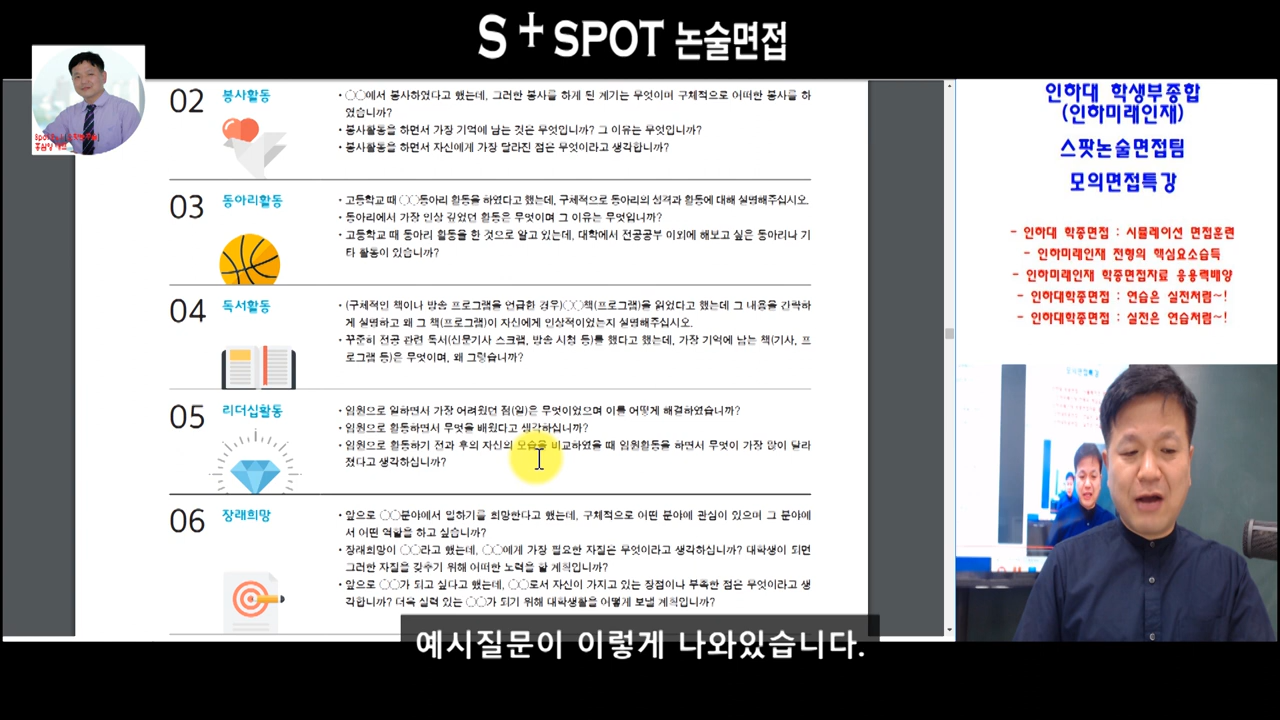 S+SPOT 논술면접
02 봉사활동
• ○○에서 봉사하였다고 했는데, 그러한 봉사를 하게 된 계기는 무엇이며 구체적으로 어떠한 봉사를 하
였습니까?
• 봉사활동을 하면서 가장 기억에 남는 것은 무엇입니까? 그 이유는 무엇입니까?
• 봉사활동을 하면서 자신에게 가장 달라진 점은 무엇이라고 생각합니까?
03 동아리활동
• 고등학교 때 ○○동아리 활동을 하였다고 했는데, 구체적으로 동아리의 성격과 활동에 대해 설명해주십시오.
• 동아리에서 가장 인상 깊었던 활동은 무엇이며 그 이유는 무엇입니까?
• 고등학교 때 동아리 활동을 한 것으로 알고 있는데, 대학에서 전공공부 이외에 해보고 싶은 동아리나 기
타 활동이 있습니까?
04 독서활동
• (구체적인 책이나 방송 프로그램을 언급한 경우)○○책(프로그램)을 읽었다고 했는데 그 내용을 간략하
게 설명하고 왜 그 책(프로그램)이 자신에게 인상적이었는지 설명해주십시오.
• 꾸준히 전공 관련 독서(신문기사 스크랩, 방송 시청 등)를 했다고 했는데, 가장 기억에 남는 책(기사, 프
로그램 등)은 무엇이며, 왜 그렇습니까?
05 리더십활동
• 임원으로 일하면서 가장 어려웠던 점(일)은 무엇이었으며 이를 어떻게 해결하였습니까?
• 임원으로 활동하면서 무엇을 배웠다고 생각하십니까?
• 임원으로 활동하기 전과 후의 자신의 모습을 비교하였을 때 임원활동을 하면서 무엇이 가장 많이 달라
졌다고 생각하십니까?
06 장래희망
• 앞으로 ○○분야에서 일하기를 희망한다고 했는데, 구체적으로 어떤 분야에 관심이 있으며 그 분야에
서 어떤 역할을 하고 싶습니까?
• 장래희망이 ○○라고 했는데, ○○에게 가장 필요한 자질은 무엇이라고 생각하십니까? 대학생이 되면
그러한 자질을 갖추기 위해 어떠한 노력을 할 계획입니까?
• 앞으로 ○○가 되고 싶다고 했는데, ○○로서 자신이 가지고 있는 장점이나 부족한 점은 무엇이라고 생
각합니까? 더욱 실력 있는 ○○가 되기 위해 대학생활을 어떻게 보낼 계획입니까?
인하대 학생부종합
(인하미래인재)
스팟논술면접팀
모의면접특강
- 인하대 학종면접 : 시뮬레이션 면접훈련
- 인하미래인재 전형의 핵심요소습득
- 인하미래인재 학종면접자료 응용력배양
- 인하대학종면접 : 연습은 실전처럼~!
- 인하대학종면접 : 실전은 연습처럼~!
예시질문이 이렇게 나와있습니다.